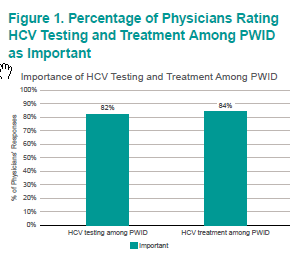 Figure 1. Percentage of Physicians Rating
HCV Testing and Treatment Among PWID
as Important
Importance of HCV Testing and Treatment Among PWID
% of Physicians' Responses
100%
90%
80%
70%
60%
50%
40%
30%
20%
10%
0%
82%
84%
HCV testing among PWID
HCV treatment among PWID
Important